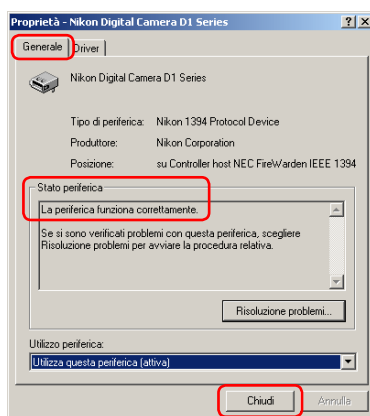 Proprietà - Nikon Digital Camera D1 Series
Generale Driver
Nikon Digital Camera D1 Series
Tipo di periferica: Nikon 1394 Protocol Device
Produttore: Nikon Corporation
Posizione: su Controller host NEC FireWarden IEEE 1394
Stato periferica
La periferica funziona correttamente.
Se si sono verificati problemi con questa periferica, scegliere
Risoluzione problemi per avviare la procedura relativa.
Risoluzione problemi...
Utilizzo periferica:
Utilizza questa periferica (attiva)
Chiudi Annulla